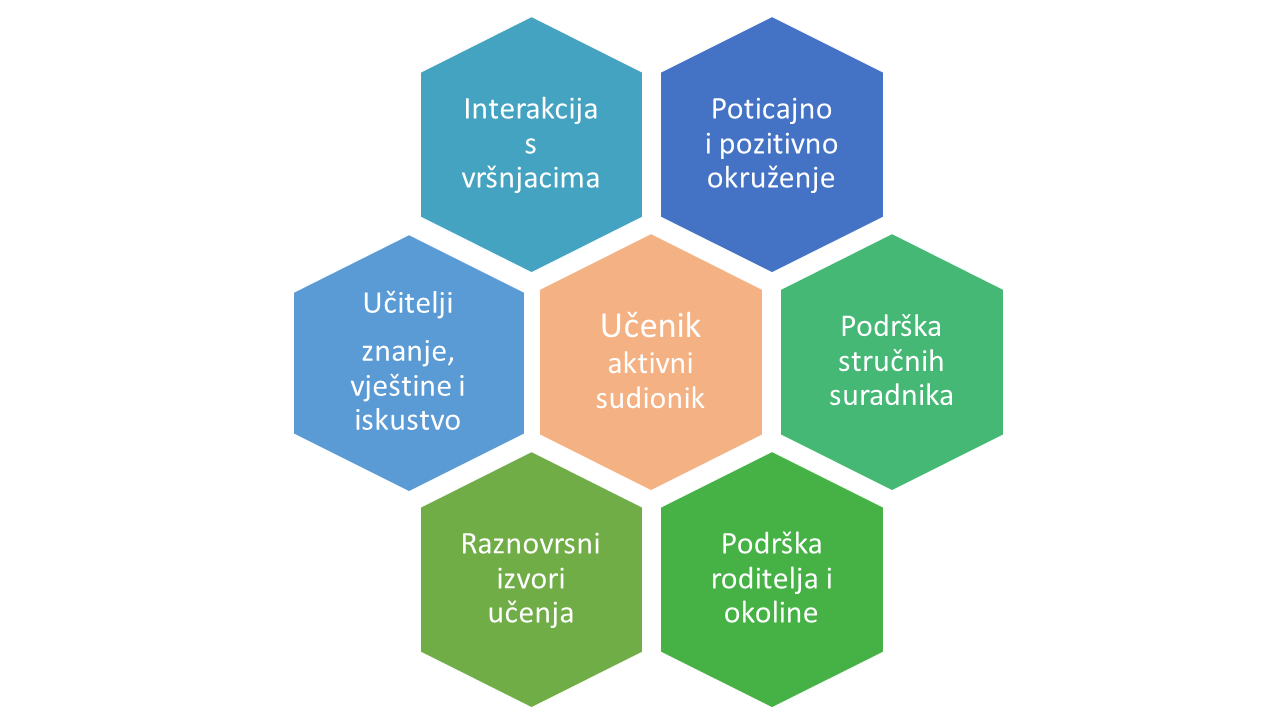 Interakcija
s
vršnjacima
Poticajno
i pozitivno
okruženje
Učitelji
znanje,
vještine i
iskustvo
Učenik
aktivni
sudionik
Podrška
stručnih
suradnika
Raznovrsni
izvori
učenja
Podrška
roditelja i
okoline